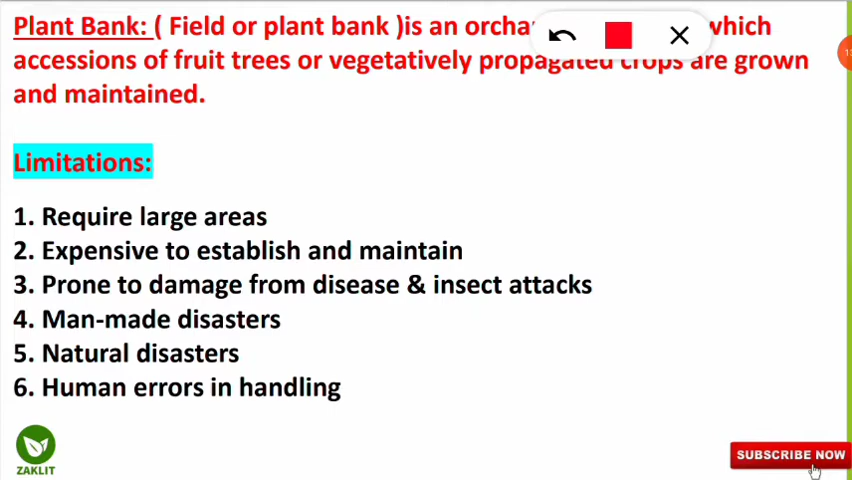 Plant Bank: ( Field or plant bank )is an orcha which
accessions of fruit trees or vegetatively propagated crops are grown
and maintained.
Limitations:
1. Require large areas
2. Expensive to establish and maintain
3. Prone to damage from disease & insect attacks
4. Man-made disasters
5. Natural disasters
6. Human errors in handling
ZAKLIT
SUBSCRIBE NOW